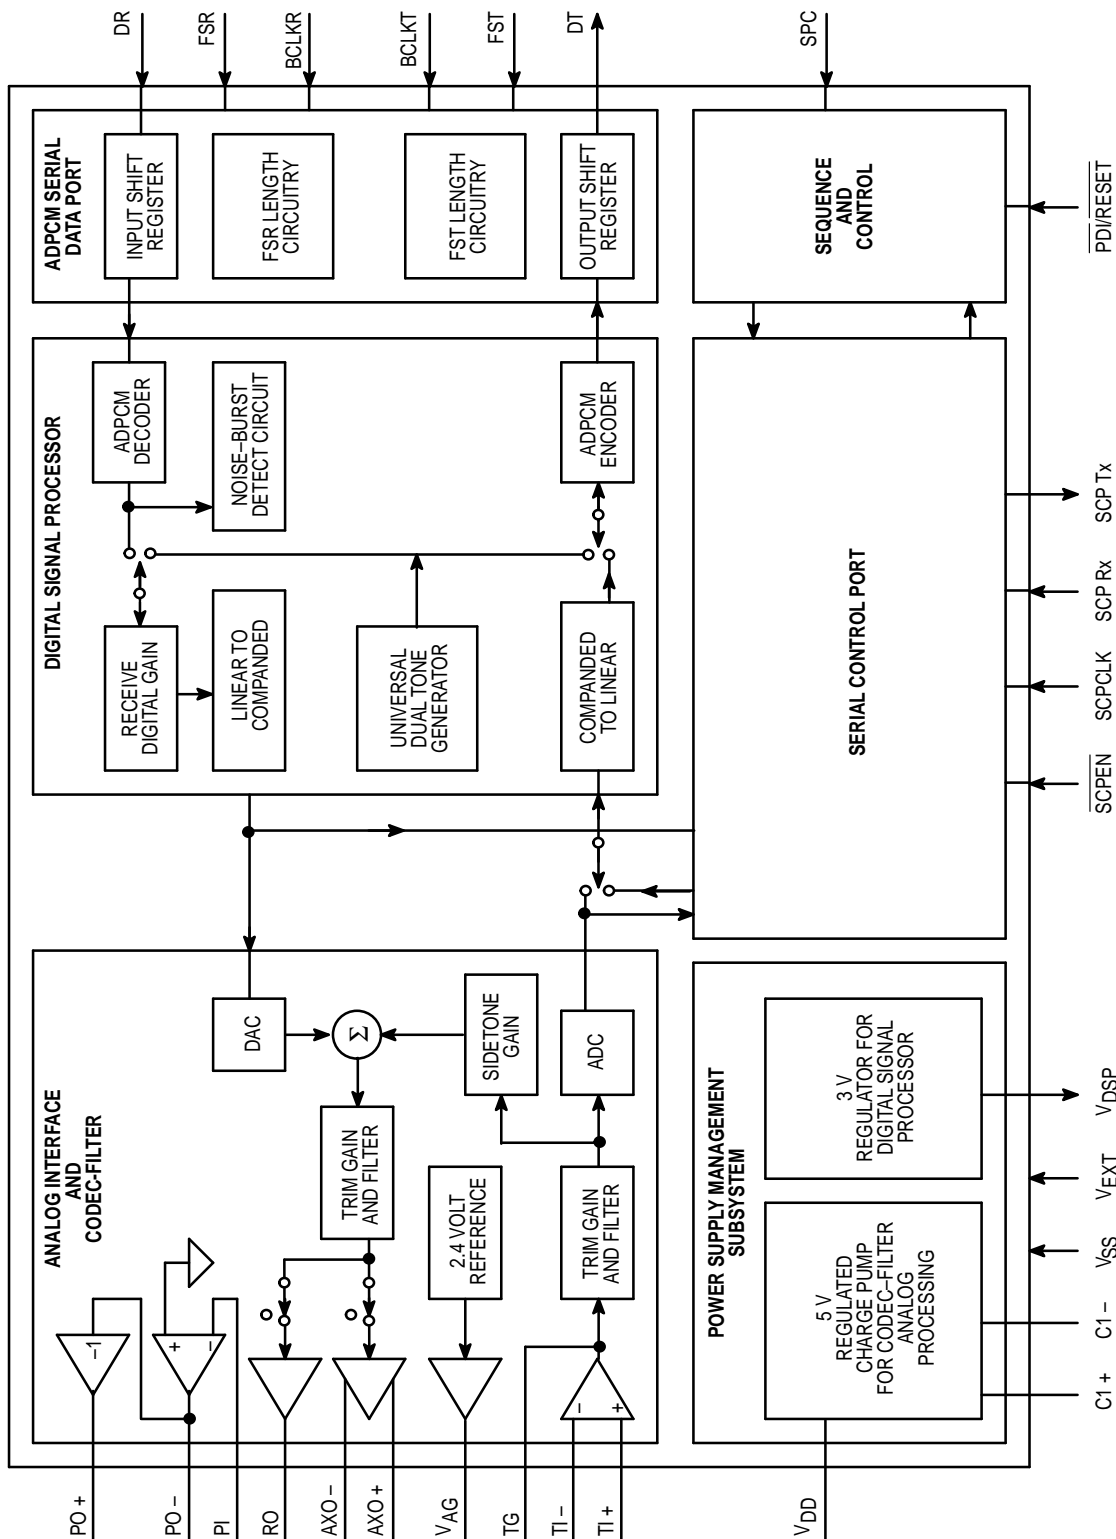 PO +
PO –
PI
RO
AXO –
AXO +
VAG
TG
TI –
TI +
VDD
ANALOG INTERFACE
AND
CODEC-FILTER
–1
+
–
DAC
Σ
TRIM GAIN
AND FILTER
2.4 VOLT
REFERENCE
SIDETONE
GAIN
–
+
TRIM GAIN
AND FILTER
ADC
DIGITAL SIGNAL PROCESSOR
RECEIVE
DIGITAL GAIN
ADPCM
DECODER
LINEAR TO
COMPANDED
NOISE–BURST
DETECT CIRCUIT
UNIVERSAL
DUAL TONE
GENERATOR
COMPANDED
TO LINEAR
ADPCM
ENCODER
ADPCM SERIAL
DATA PORT
INPUT SHIFT
REGISTER
FSR LENGTH
CIRCUITRY
FST LENGTH
CIRCUITRY
OUTPUT SHIFT
REGISTER
DR
FSR
BCLKR
BCLKT
FST
DT
SPC
POWER SUPPLY MANAGEMENT
SUBSYSTEM
5 V
REGULATED
CHARGE PUMP
FOR CODEC–FILTER
ANALOG
PROCESSING
3 V
REGULATOR FOR
DIGITAL SIGNAL
PROCESSOR
SERIAL CONTROL PORT
SEQUENCE
AND
CONTROL
C1 +
C1 –
VSS
VEXT
VDSP
SCPEN
SCPCLK
SCP Rx
SCP Tx
PDI/RESET